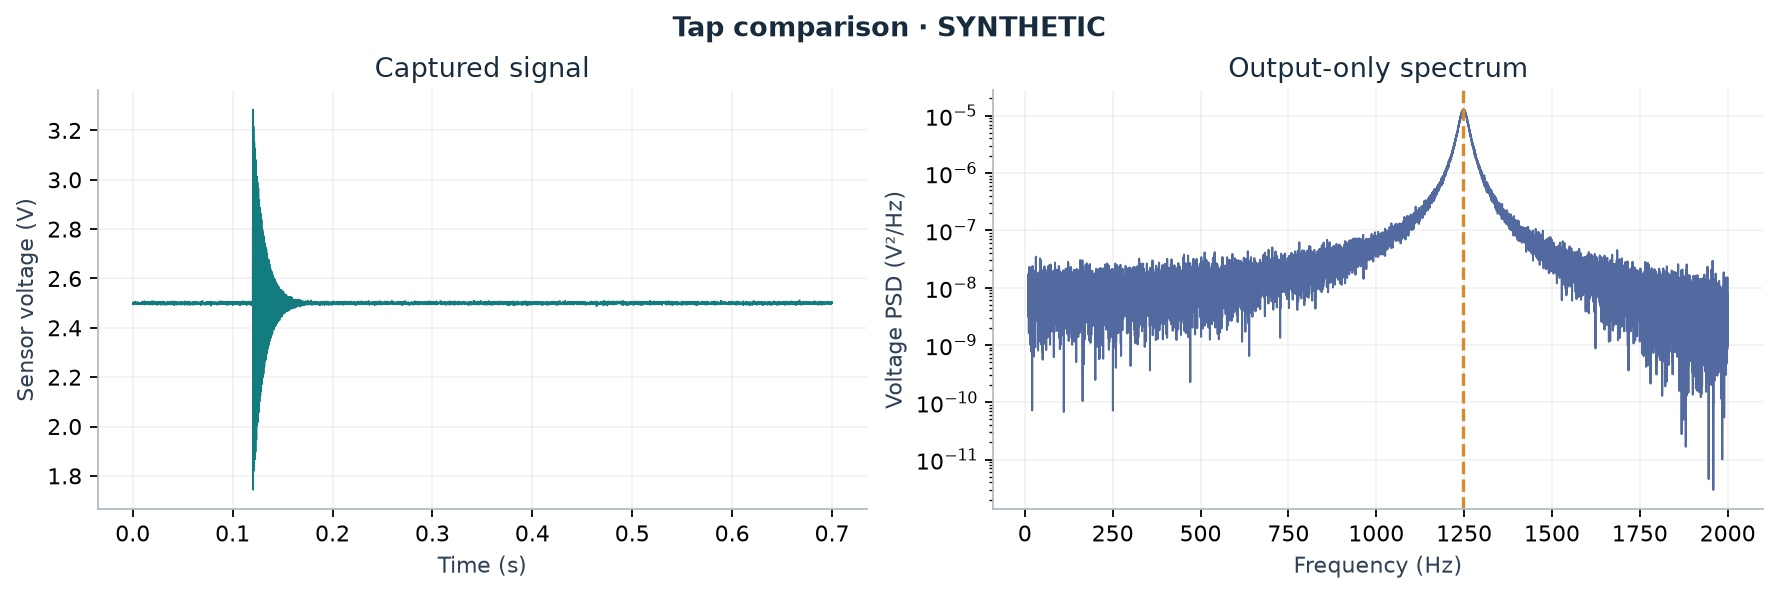 Tap comparison · SYNTHETIC
Captured signal
Sensor voltage (V)
3.2
3.0
2.8
2.6
2.4
2.2
2.0
1.8
0.0 0.1 0.2 0.3 0.4 0.5 0.6 0.7
Time (s)
Output-only spectrum
Voltage PSD (V²/Hz)
10⁻⁵
10⁻⁶
10⁻⁷
10⁻⁸
10⁻⁹
10⁻¹⁰
10⁻¹¹
0 250 500 750 1000 1250 1500 1750 2000
Frequency (Hz)